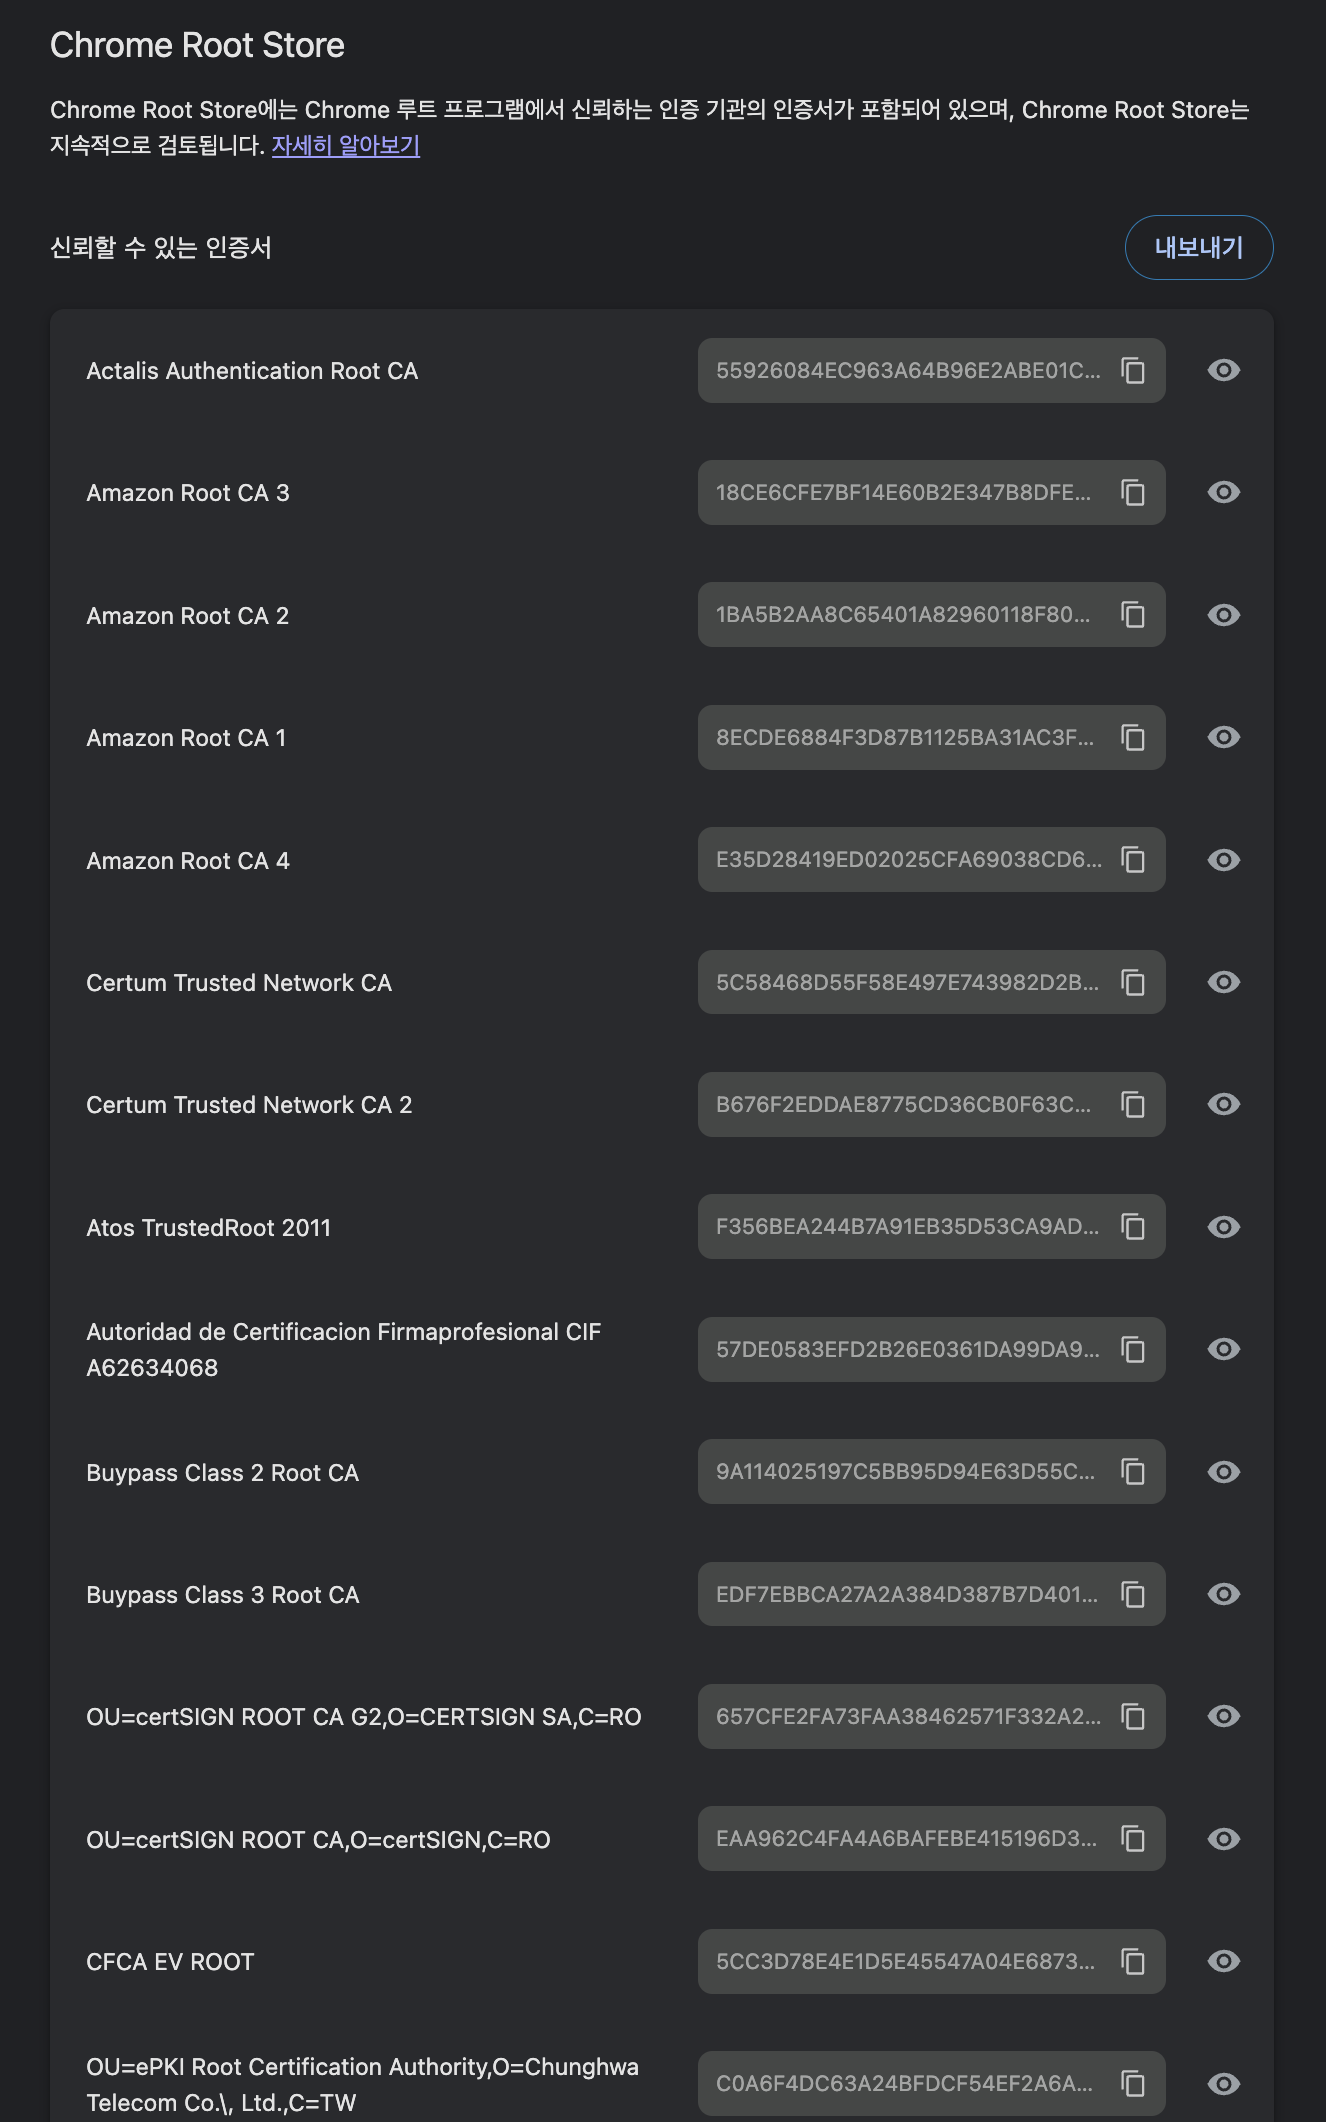 Chrome Root Store
Chrome Root Store에는 Chrome 루트 프로그램에서 신뢰하는 인증 기관의 인증서가 포함되어 있으며, Chrome Root Store는
지속적으로 검토됩니다. 자세히 알아보기
신뢰할 수 있는 인증서
내보내기
Actalis Authentication Root CA
55926084EC963A64B96E2ABE01C...
Amazon Root CA 3
18CE6CFE7BF14E60B2E347B8DFE...
Amazon Root CA 2
1BA5B2AA8C65401A82960118F80...
Amazon Root CA 1
8ECDE6884F3D87B1125BA31AC3F...
Amazon Root CA 4
E35D28419ED02025CFA69038CD6...
Certum Trusted Network CA
5C58468D55F58E497E743982D2B...
Certum Trusted Network CA 2
B676F2EDDAE8775CD36CB0F63C...
Atos TrustedRoot 2011
F356BEA244B7A91EB35D53CA9AD...
Autoridad de Certificacion Firmaprofesional CIF
A62634068
57DE0583EFD2B26E0361DA99DA9...
Buypass Class 2 Root CA
9A114025197C5BB95D94E63D55C...
Buypass Class 3 Root CA
EDF7EBBCA27A2A384D387B7D401...
OU=certSIGN ROOT CA G2,O=CERTSIGN SA,C=RO
657CFE2FA73FAA38462571F332A2...
OU=certSIGN ROOT CA,O=certSIGN,C=RO
EAA962C4FA4A6BAFEBE415196D3...
CFCA EV ROOT
5CC3D78E4E1D5E45547A04E6873...
OU=ePKI Root Certification Authority,O=Chunghwa
Telecom Co.\, Ltd.,C=TW
C0A6F4DC63A24BFDCF54EF2A6A...